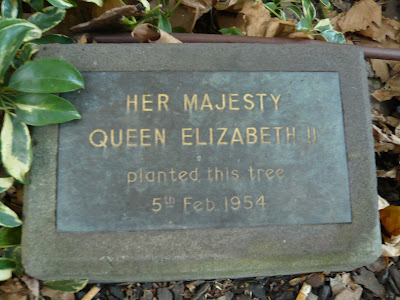 HER MAJESTY
QUEEN ELIZABETH II
planted this tree
5th Feb 1954